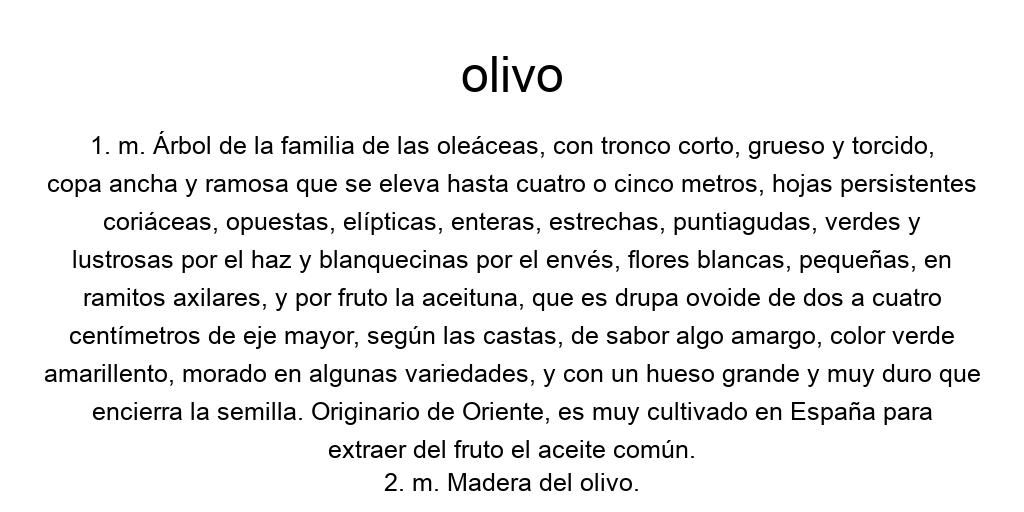 olivo
1. m. Árbol de la familia de las oleáceas, con tronco corto, grueso y torcido,
copa ancha y ramosa que se eleva hasta cuatro o cinco metros, hojas persistentes
coriáceas, opuestas, elípticas, enteras, estrechas, puntiagudas, verdes y
lustrosas por el haz y blanquecinas por el envés, flores blancas, pequeñas, en
ramitos axilares, y por fruto la aceituna, que es drupa ovoide de dos a cuatro
centímetros de eje mayor, según las castas, de sabor algo amargo, color verde
amarillento, morado en algunas variedades, y con un hueso grande y muy duro que
encierra la semilla. Originario de Oriente, es muy cultivado en España para
extraer del fruto el aceite común.
2. m. Madera del olivo.